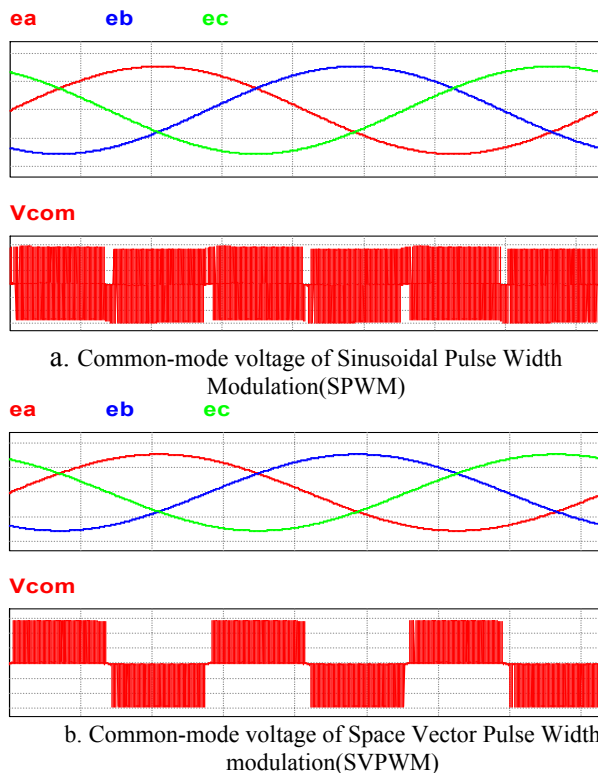 ea eb ec
Vcom
a. Common-mode voltage of Sinusoidal Pulse Width
Modulation(SPWM)
ea eb ec
Vcom
b. Common-mode voltage of Space Vector Pulse Width
modulation(SVPWM)